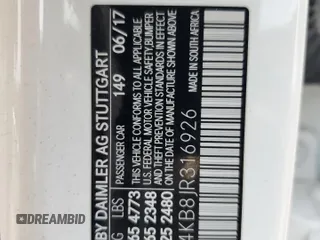 BY DAIMLER AG STUTTGART
G LBS PASSENGER CAR 149 06/17
65 4773 THIS VEHICLE CONFORMS TO ALL APPLICABLE
65 2348 U.S. FEDERAL MOTOR VEHICLE SAFETY, BUMPER
25 2480 AND THEFT PREVENTION STANDARDS IN EFFECT
ON THE DATE OF MANUFACTURE SHOWN ABOVE
4KB8JR316926
MADE IN SOUTH AFRICA
DREAMBID